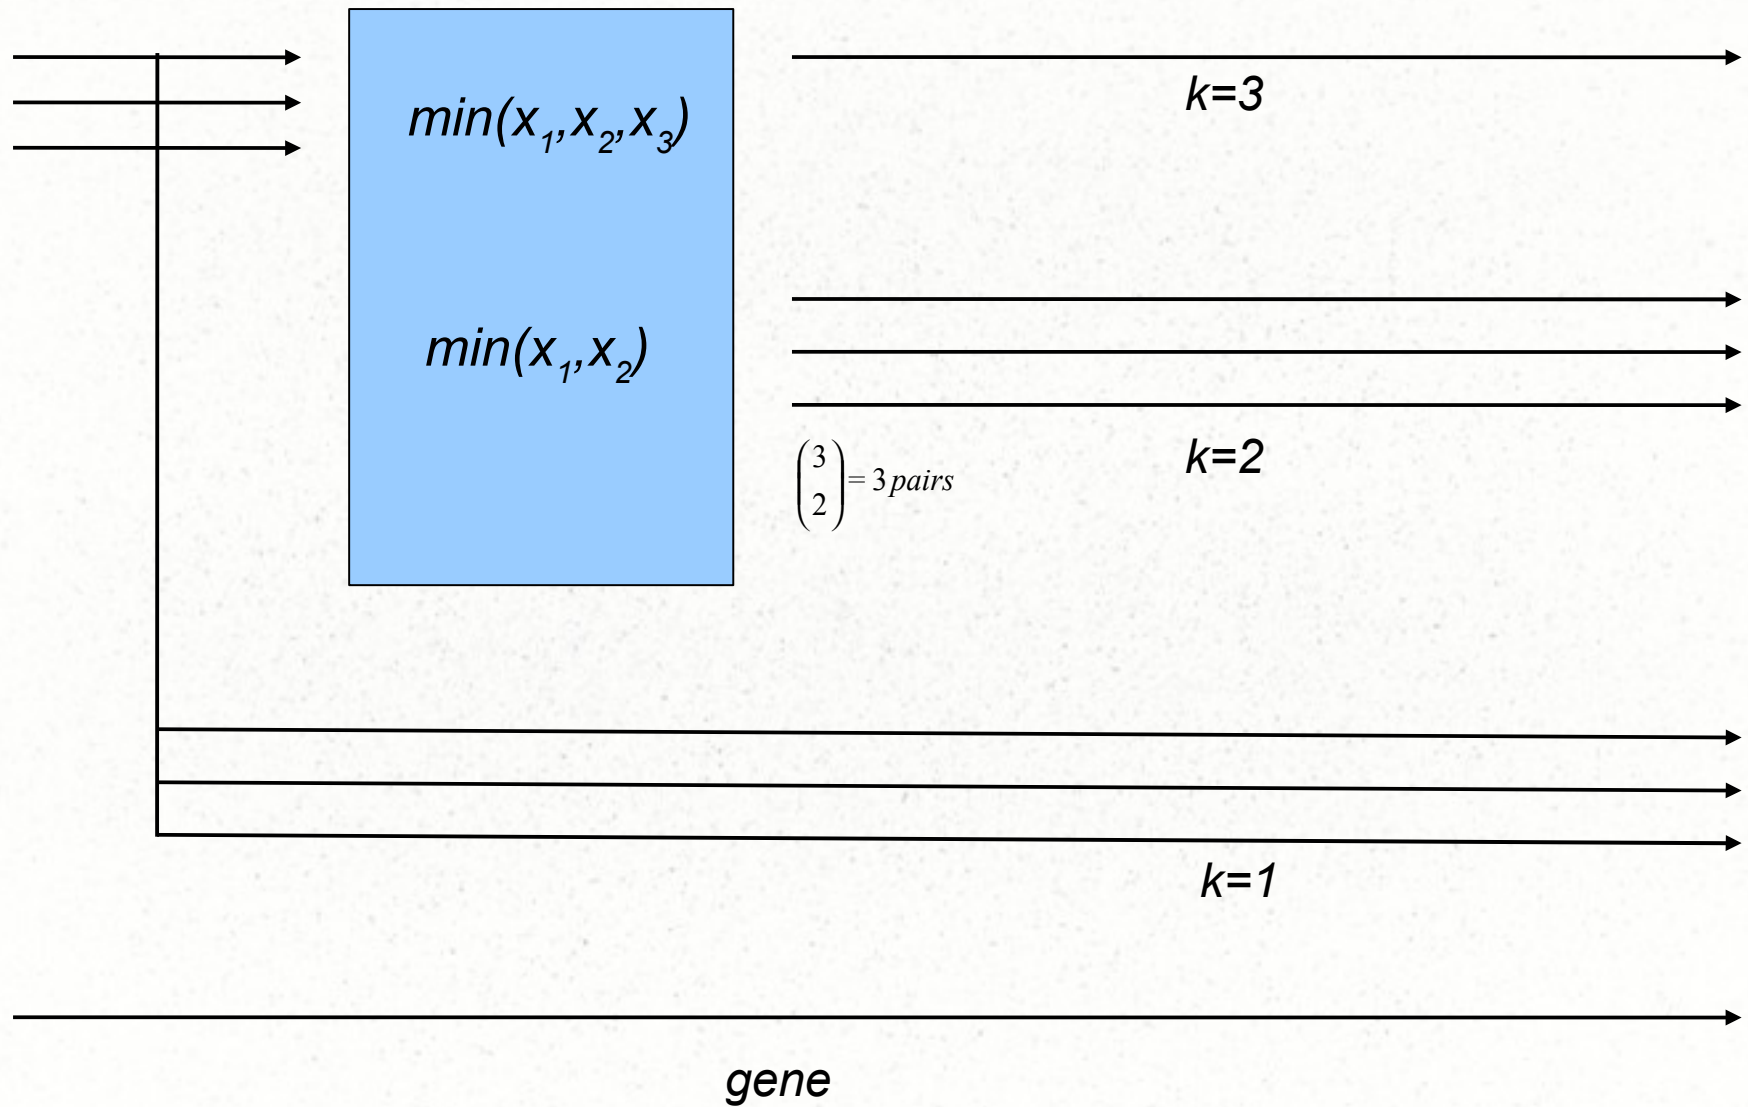 min(x₁,x₂,x₃)
k=3
min(x₁,x₂)
k=2
(3 2) = 3 pairs
k=1
gene